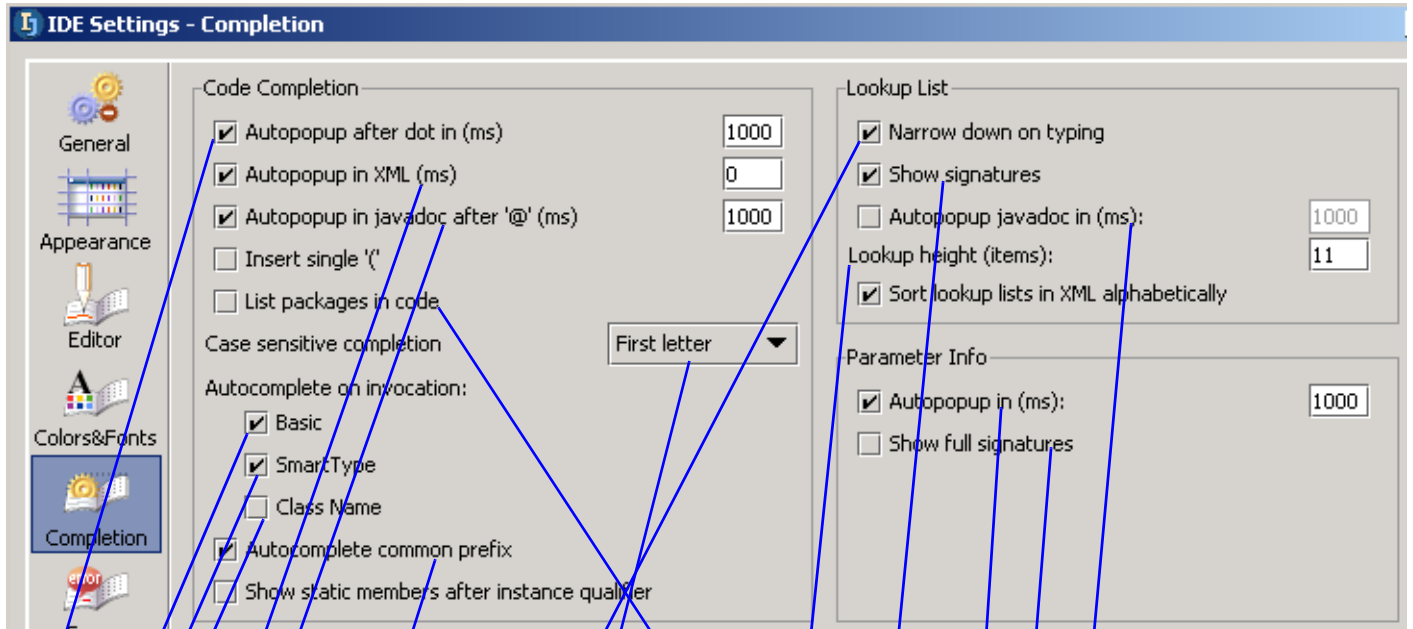 IDE Settings - Completion
General
Appearance
Editor
Colors&Fonts
Completion
error
Code Completion
Autopopup after dot in (ms) 1000
Autopopup in XML (ms) 0
Autopopup in javadoc after '@' (ms) 1000
Insert single '('
List packages in code
Case sensitive completion First letter
Autocomplete on invocation:
Basic
SmartType
Class Name
Autocomplete common prefix
Show static members after instance qualifier
Lookup List
Narrow down on typing
Show signatures
Autopopup javadoc in (ms): 1000
Lookup height (items): 11
Sort lookup lists in XML alphabetically
Parameter Info
Autopopup in (ms): 1000
Show full signatures